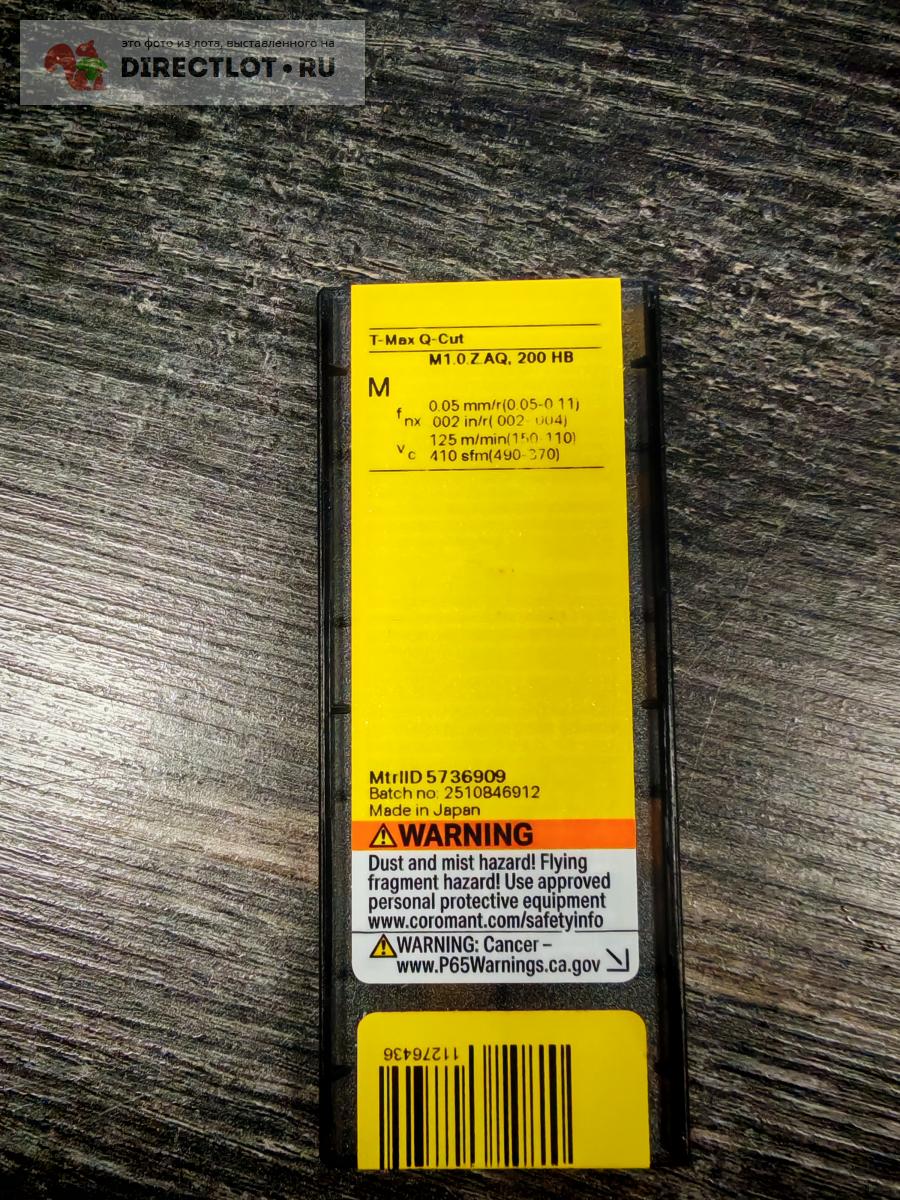 это фото из лота, выставленного на
DIRECTLOT•RU
T-Max Q-Cut
M1.0.Z.AQ, 200 HB
M
fnx 0.05 mm/r(0.05-0.11)
.002 in/r(.002-.004)
vc 125 m/min(150-110)
410 sfm(490-370)
MtrlID 5736909
Batch no: 2510846912
Made in Japan
⚠WARNING
Dust and mist hazard! Flying
fragment hazard! Use approved
personal protective equipment
www.coromant.com/safetyinfo
⚠WARNING: Cancer –
www.P65Warnings.ca.gov
11276436